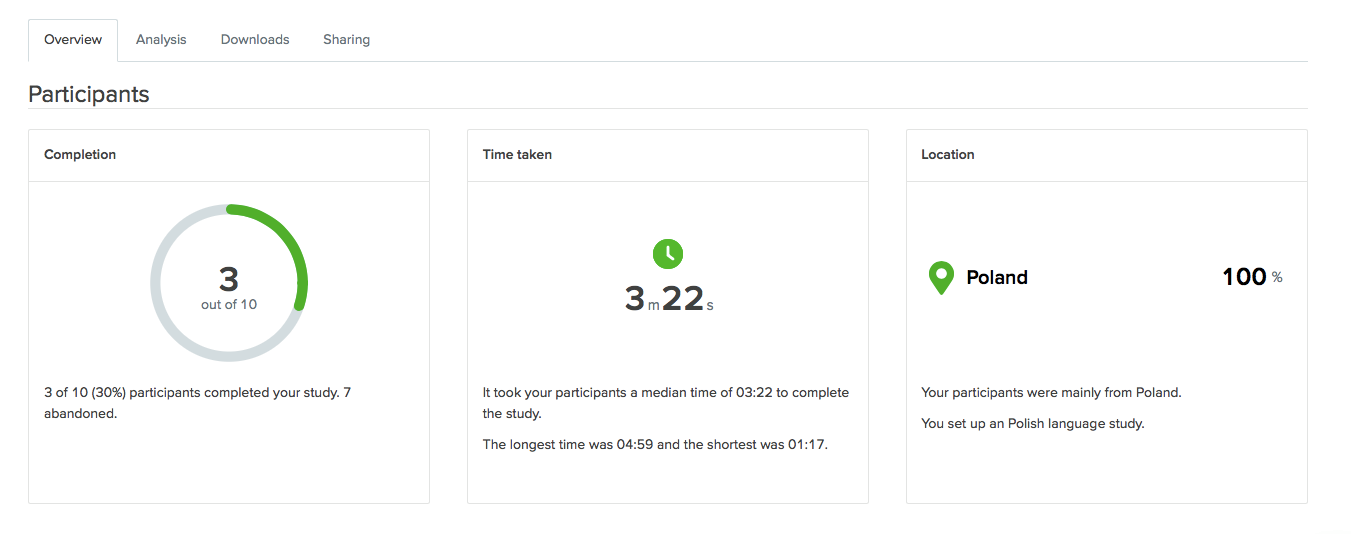 Overview Analysis Downloads Sharing
Participants
Completion
3
out of 10
3 of 10 (30%) participants completed your study. 7
abandoned.
Time taken
3 m 22 s
It took your participants a median time of 03:22 to complete
the study.
The longest time was 04:59 and the shortest was 01:17.
Location
Poland 100 %
Your participants were mainly from Poland.
You set up an Polish language study.